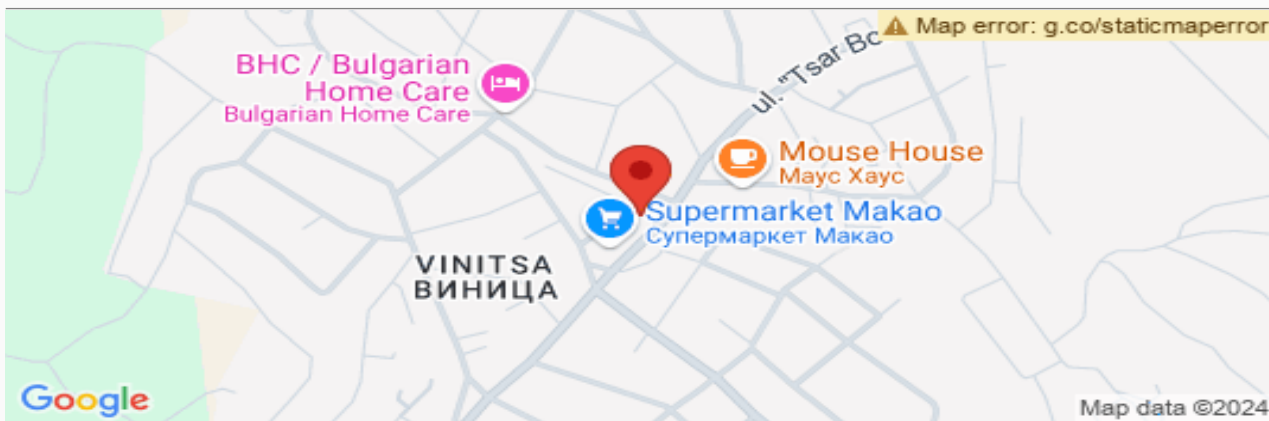 Map error: g.co/staticmaperror
BHC / Bulgarian
Home Care
Bulgarian Home Care
ul. "Tsar Bo
Mouse House
Маус Хаус
Supermarket Makao
Супермаркет Макао
VINITSA
ВИНИЦА
Google
Map data ©2024